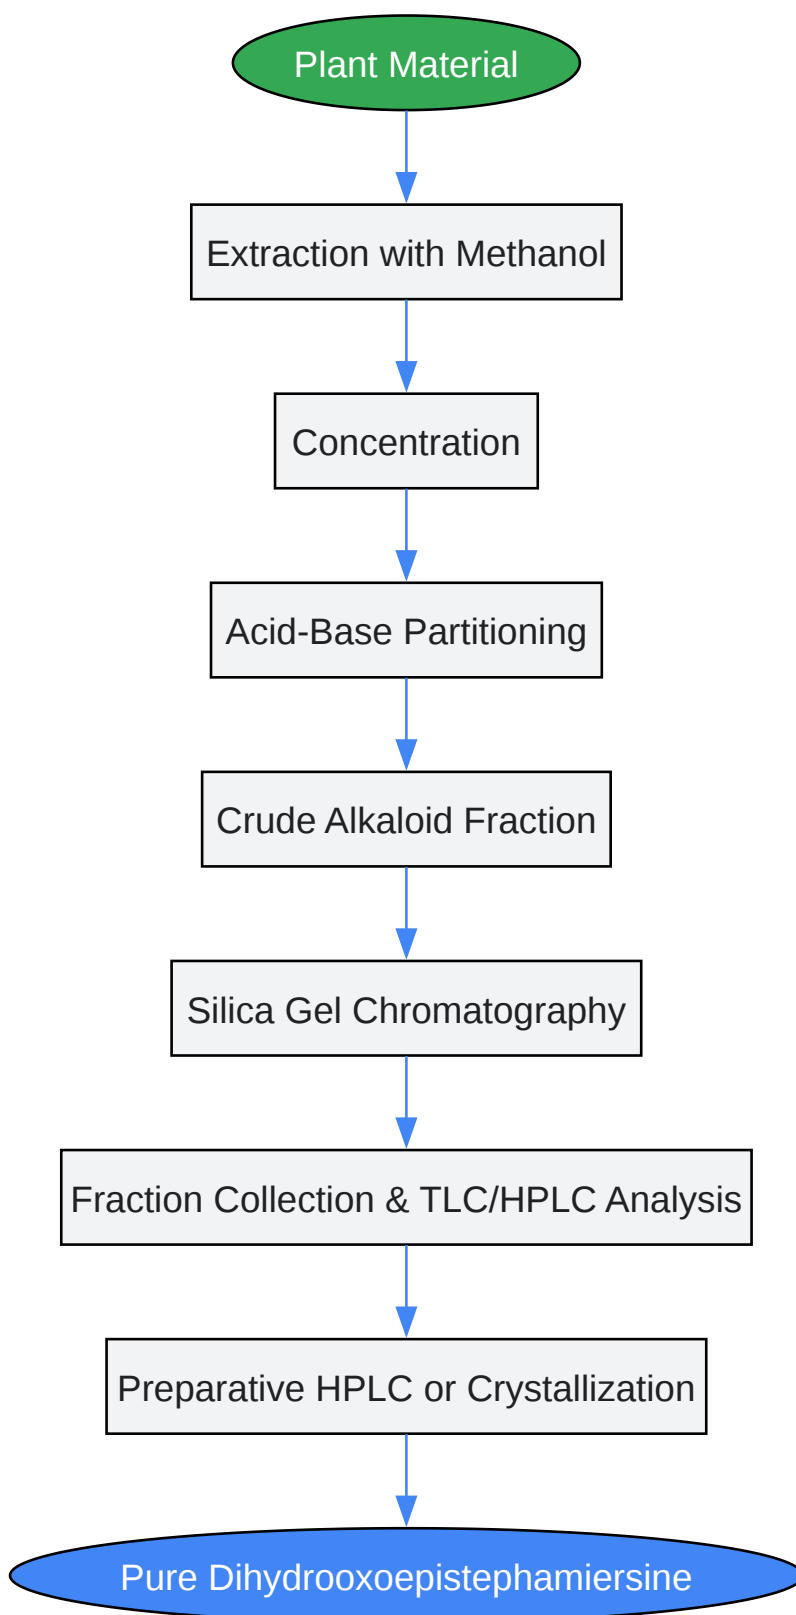 Plant Material
Extraction with Methanol
Concentration
Acid-Base Partitioning
Crude Alkaloid Fraction
Silica Gel Chromatography
Fraction Collection & TLC/HPLC Analysis
Preparative HPLC or Crystallization
Pure Dihydrooxoepistephamiersine